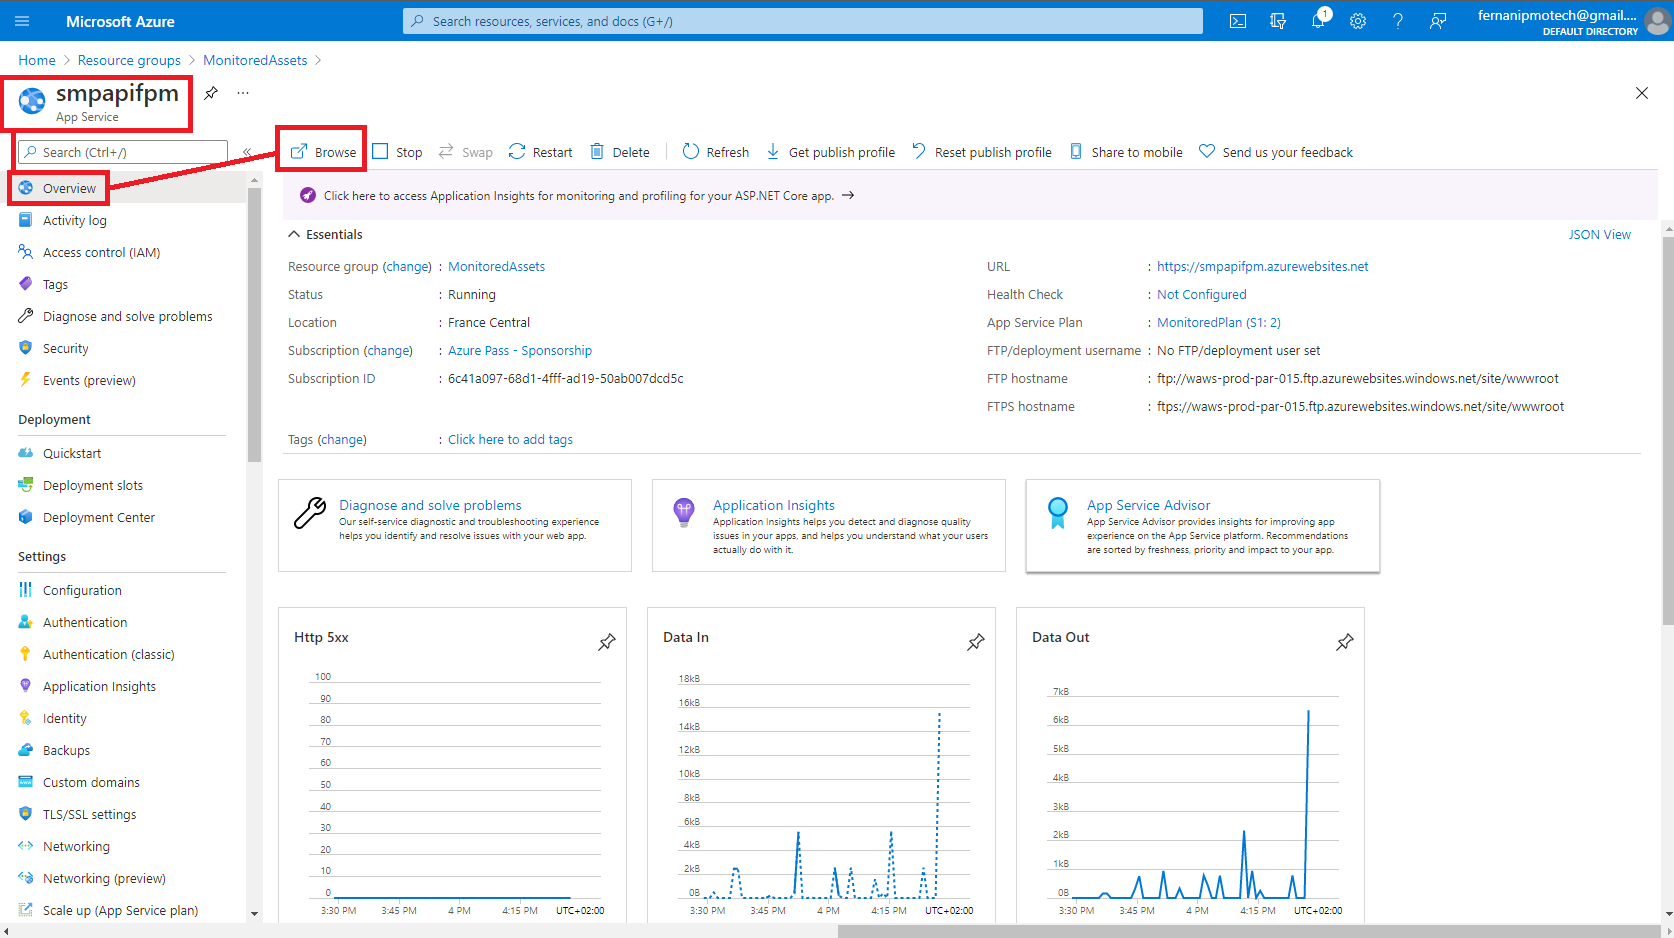 Microsoft Azure
Search resources, services, and docs (G+/)
1
fernanipmotech@gmail....
DEFAULT DIRECTORY
Home > Resource groups > MonitoredAssets >
smpapifpm
...
App Service
Search (Ctrl+/)
«
Overview
Activity log
Access control (IAM)
Tags
Diagnose and solve problems
Security
Events (preview)
Deployment
Quickstart
Deployment slots
Deployment Center
Settings
Configuration
Authentication
Authentication (classic)
Application Insights
Identity
Backups
Custom domains
TLS/SSL settings
Networking
Networking (preview)
Scale up (App Service plan)
Browse
Stop
Swap
Restart
Delete
Refresh
Get publish profile
Reset publish profile
Share to mobile
Send us your feedback
Click here to access Application Insights for monitoring and profiling for your ASP.NET Core app. →
Essentials
JSON View
Resource group (change) : MonitoredAssets
Status : Running
Location : France Central
Subscription (change) : Azure Pass - Sponsorship
Subscription ID : 6c41a097-68d1-4fff-ad19-50ab007dcd5c
URL : https://smpapifpm.azurewebsites.net
Health Check : Not Configured
App Service Plan : MonitoredPlan (S1: 2)
FTP/deployment username : No FTP/deployment user set
FTP hostname : ftp://waws-prod-par-015.ftp.azurewebsites.windows.net/site/wwwroot
FTPS hostname : ftps://waws-prod-par-015.ftp.azurewebsites.windows.net/site/wwwroot
Tags (change) : Click here to add tags
Diagnose and solve problems
Our self-service diagnostic and troubleshooting experience
helps you identify and resolve issues with your web app.
Application Insights
Application Insights helps you detect and diagnose quality
issues in your apps, and helps you understand what your users
actually do with it.
App Service Advisor
App Service Advisor provides insights for improving app
experience on the App Service platform. Recommendations
are sorted by freshness, priority and impact to your app.
Http 5xx
100
90
80
70
60
50
40
30
20
10
0
3:30 PM 3:45 PM 4 PM 4:15 PM UTC+02:00
Data In
18kB
16kB
14kB
12kB
10kB
8kB
6kB
4kB
2kB
0B
3:30 PM 3:45 PM 4 PM 4:15 PM UTC+02:00
Data Out
7kB
6kB
5kB
4kB
3kB
2kB
1kB
0B
3:30 PM 3:45 PM 4 PM 4:15 PM UTC+02:00